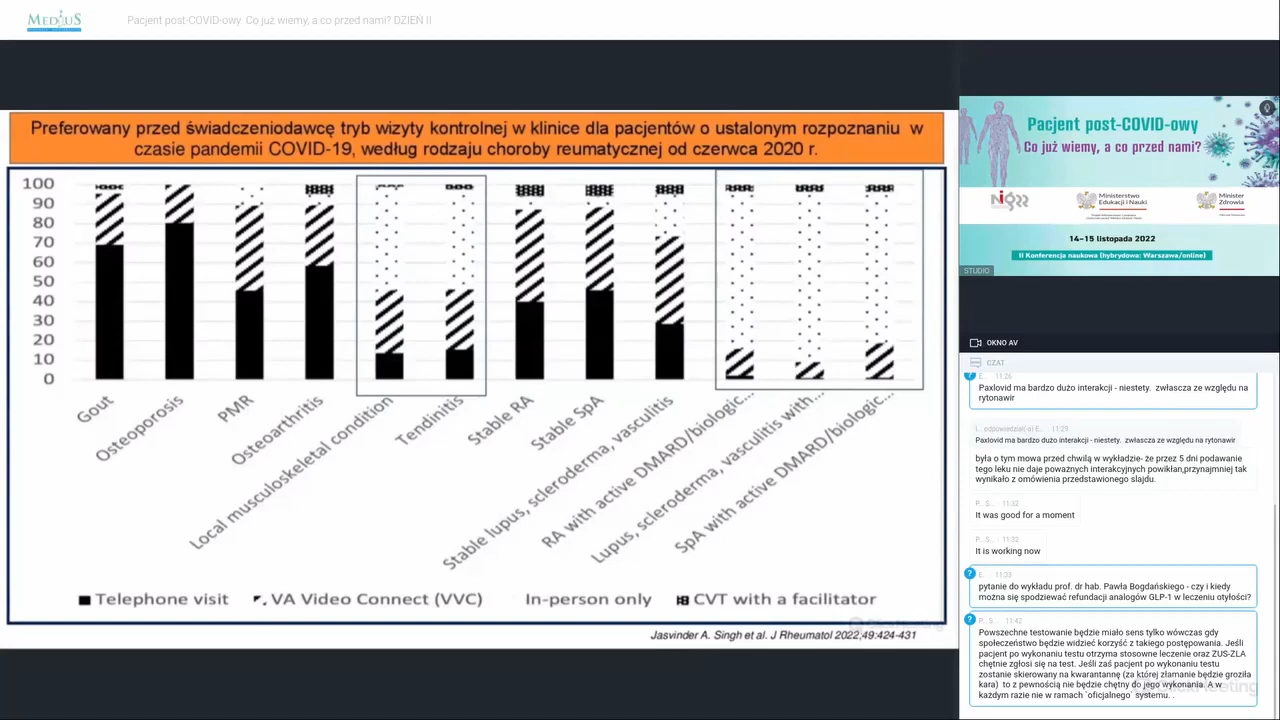 MEDiuS
Pacjent post-COVID-owy. Co już wiemy, a co przed nami? DZIEŃ II
Preferowany przed świadczeniodawcę tryb wizyty kontrolnej w klinice dla pacjentów o ustalonym rozpoznaniu w
czasie pandemii COVID-19, według rodzaju choroby reumatycznej od czerwca 2020 r.
100
90
80
70
60
50
40
30
20
10
0
Gout
Osteoporosis
PMR
Osteoarthritis
Local musculoskeletal condition
Tendinitis
Stable RA
Stable SpA
Stable lupus, scleroderma, vasculitis
RA with active DMARD/biologic...
Lupus, scleroderma, vasculitis with...
SpA with active DMARD/biologic...
Telephone visit
Video Connect (VVC)
In-person only
CVT with a facilitator
Jasvinder A. Singh et al. J Rheumatol 2022;49:424-431
Pacjent post-COVID-owy
Co już wiemy, a co przed nami?
Ministerstwo
Edukacji i Nauki
Minister
Zdrowia
14–15 listopada 2022
II Konferencja naukowa (hybrydowa: Warszawa/online)
STUDIO
OKNO AV
CZAT
E... 11:26
Paxlovid ma bardzo dużo interakcji - niestety. zwłaszcza ze względu na
rytonawir
I... odpowiedział(-a) E... 11:29
Paxlovid ma bardzo dużo interakcji - niestety. zwłaszcza ze względu na rytonawir
była o tym mowa przed chwilą w wykładzie- że przez 5 dni podawanie
tego leku nie daje poważnych interakcyjnych powikłan,przynajmniej tak
wynikało z omówienia przedstawionego slajdu.
P... S... 11:32
It was good for a moment
P... S... 11:32
It is working now
E... 11:33
pytanie do wykładu prof. dr hab. Pawła Bogdańskiego - czy i kiedy
można się spodziewać refundacji analogów GLP-1 w leczeniu otyłości?
P... S... 11:42
Powszechne testowanie będzie miało sens tylko wówczas gdy
społeczeństwo będzie widzieć korzyść z takiego postępowania. Jeśli
pacjent po wykonaniu testu otrzyma stosowne leczenie oraz ZUS-ZLA
chętnie zgłosi się na test. Jeśli zaś pacjent po wykonaniu testu
zostanie skierowany na kwarantannę (za której złamanie będzie groziła
kara) to z pewnością nie będzie chętny do jego wykonania. A w
każdym razie nie w ramach `oficjalnego` systemu. .
ClickMeeting